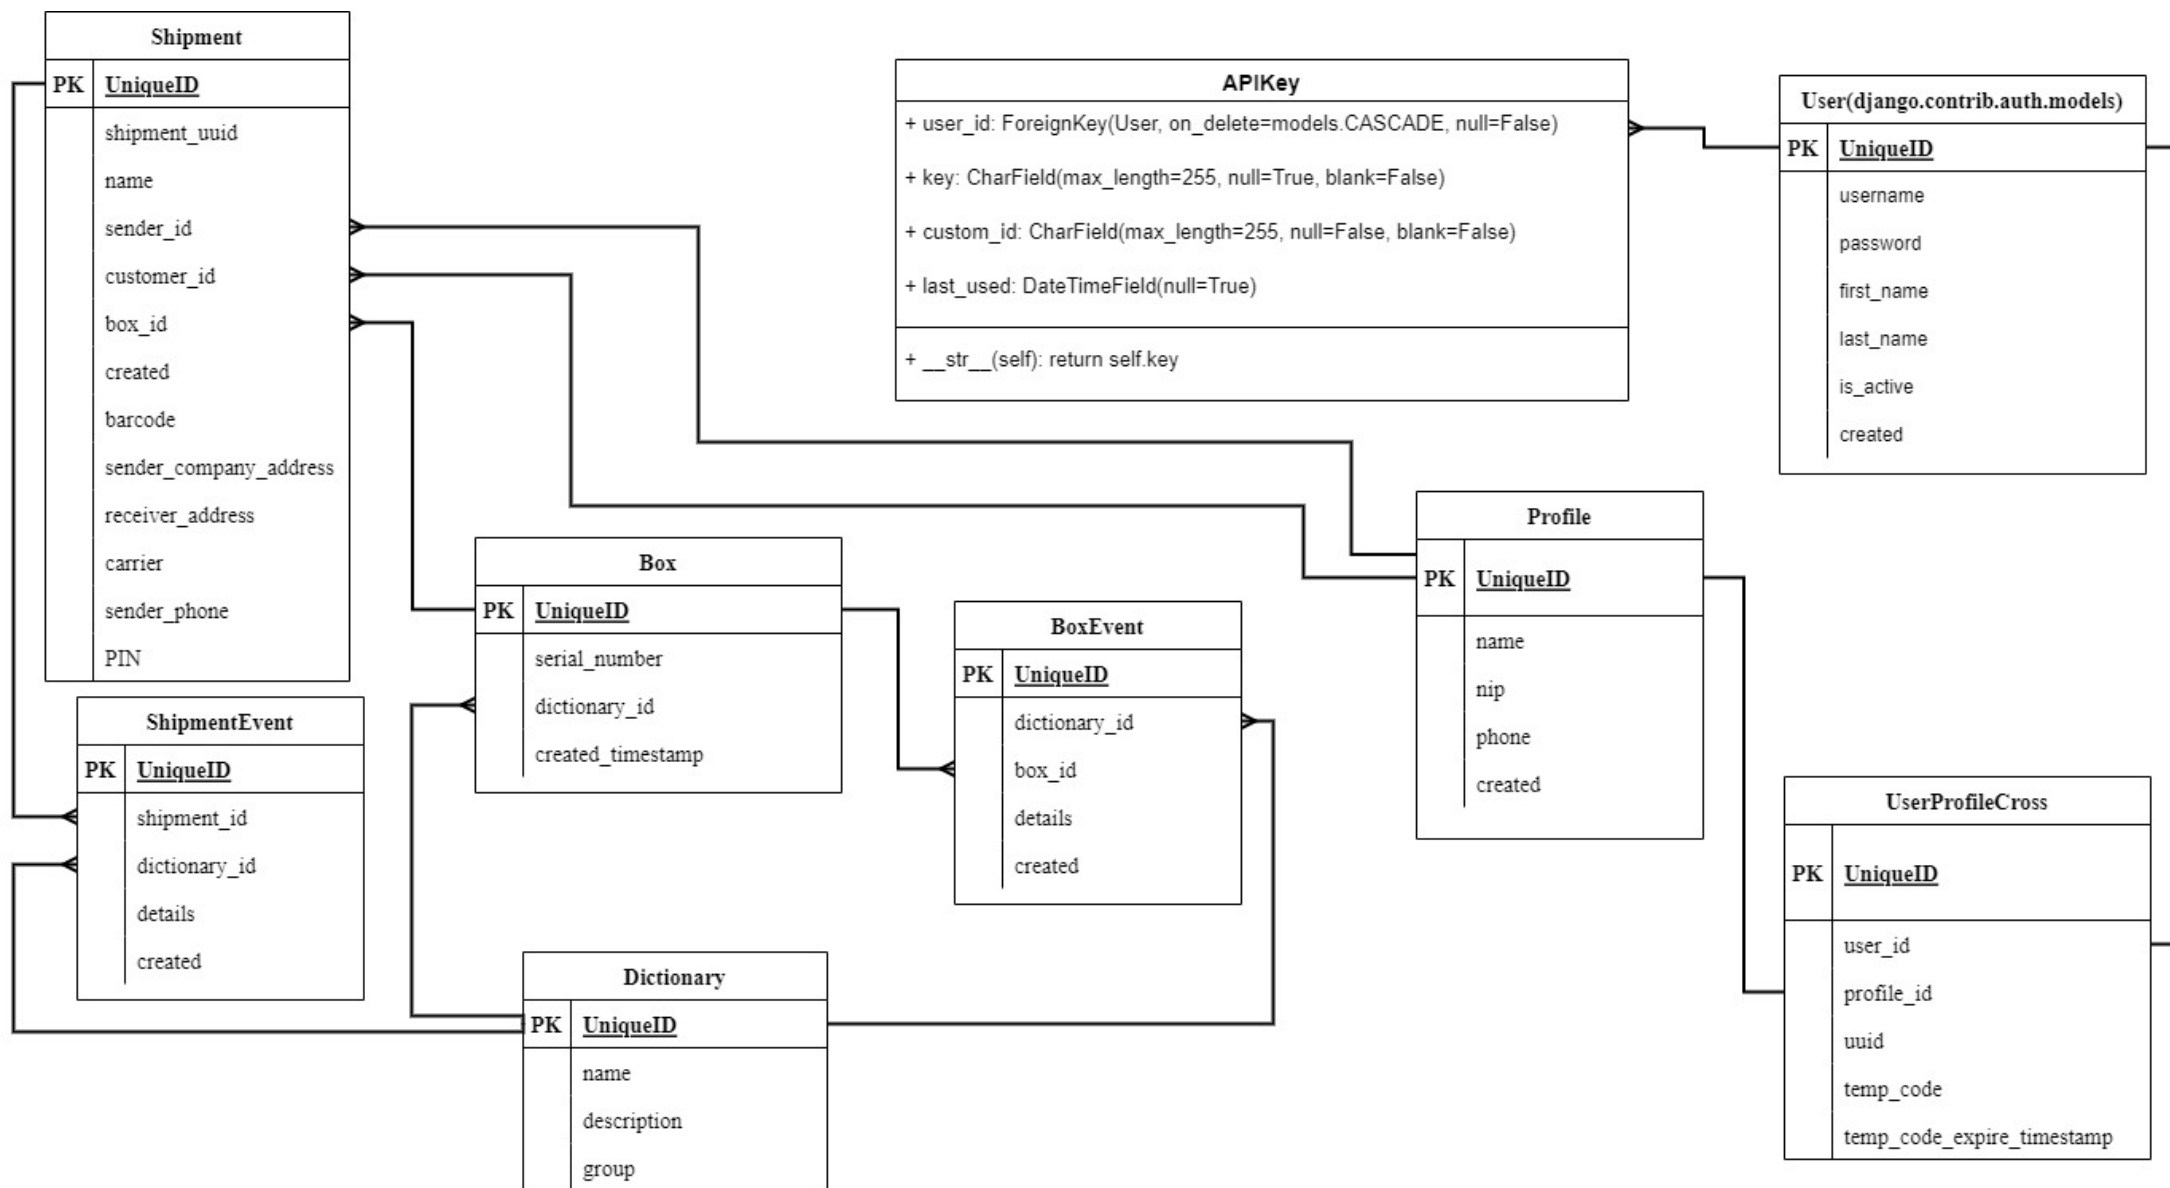 Shipment
PK UniqueID
shipment_uuid
name
sender_id
customer_id
box_id
created
barcode
sender_company_address
receiver_address
carrier
sender_phone
PIN
ShipmentEvent
PK UniqueID
shipment_id
dictionary_id
details
created
Box
PK UniqueID
serial_number
dictionary_id
created_timestamp
Dictionary
PK UniqueID
name
description
group
BoxEvent
PK UniqueID
dictionary_id
box_id
details
created
APIKey
+ user_id: ForeignKey(User, on_delete=models.CASCADE, null=False)
+ key: CharField(max_length=255, null=True, blank=False)
+ custom_id: CharField(max_length=255, null=False, blank=False)
+ last_used: DateTimeField(null=True)
+ __str__(self): return self.key
Profile
PK UniqueID
name
nip
phone
created
User(django.contrib.auth.models)
PK UniqueID
username
password
first_name
last_name
is_active
created
UserProfileCross
PK UniqueID
user_id
profile_id
uuid
temp_code
temp_code_expire_timestamp